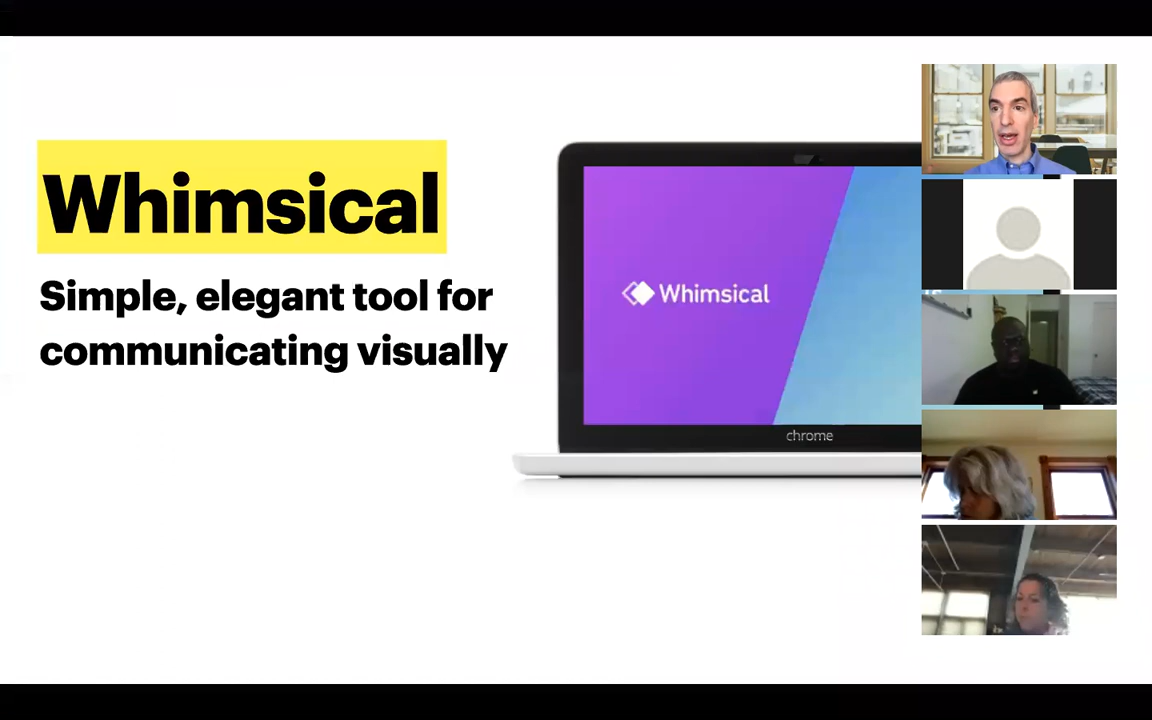 Whimsical
Simple, elegant tool for
communicating visually
Whimsical
chrome